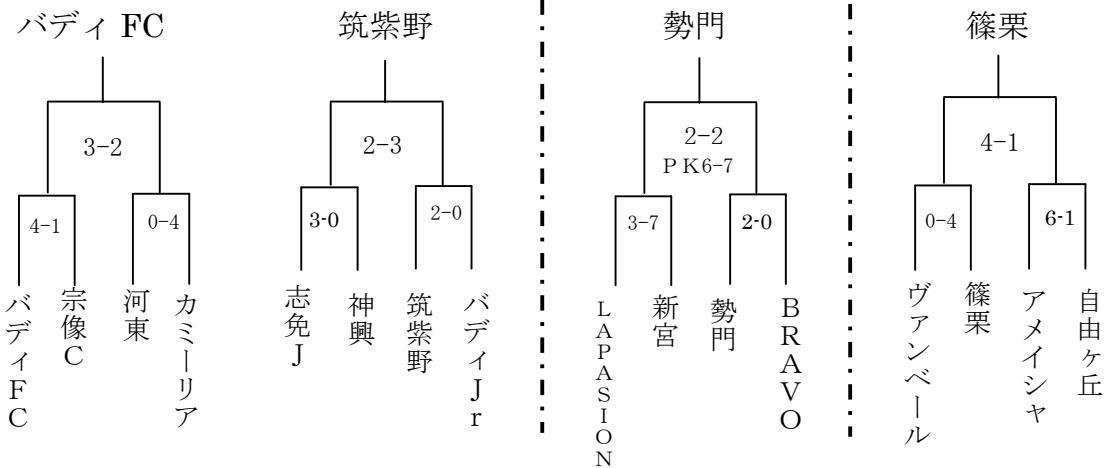 バディ FC
筑紫野
勢門
篠栗
3-2
2-3
2-2
PK6-7
4-1
4-1
0-4
3-0
2-0
3-7
2-0
0-4
6-1
バディFC
宗像C
河東
カミーリア
志免J
神興
筑紫野
バディJr
LAPASION
新宮
勢門
BRAVO
ヴァンベール
篠栗
アメイシャ
自由ヶ丘